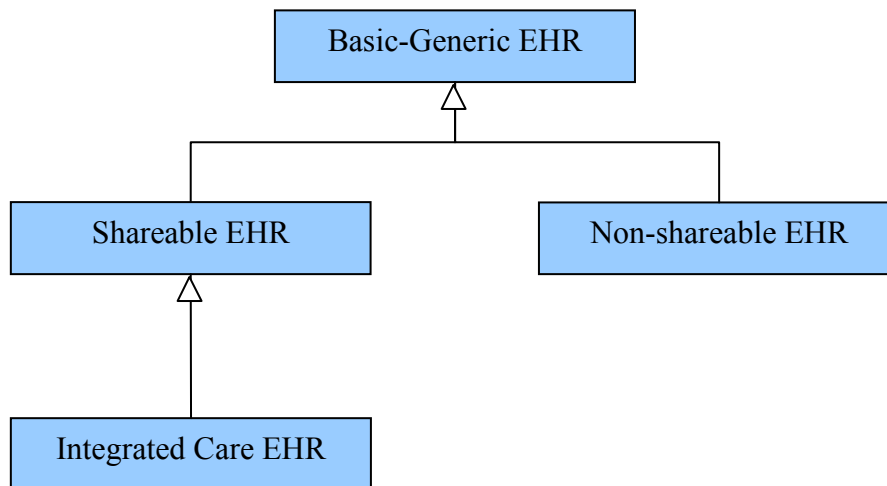 Basic-Generic EHR
Shareable EHR
Non-shareable EHR
Integrated Care EHR